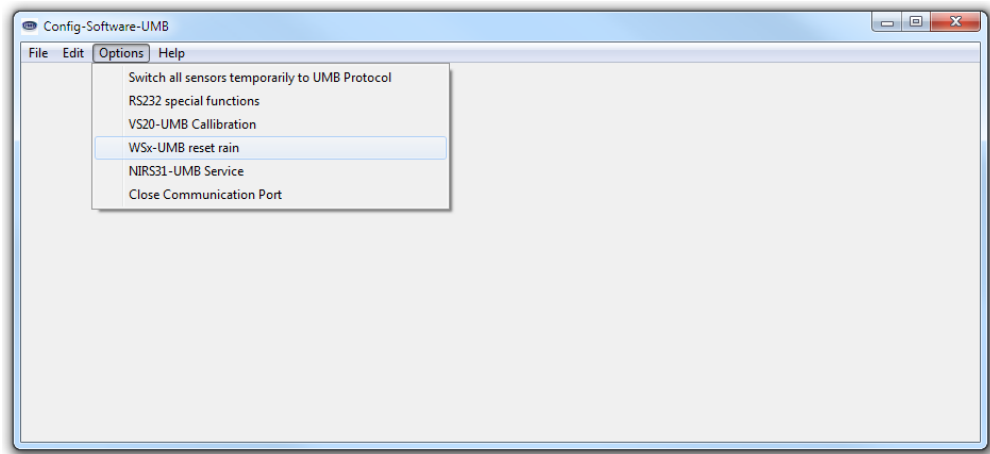 Config-Software-UMB
File Edit Options Help
Switch all sensors temporarily to UMB Protocol
RS232 special functions
VS20-UMB Callibration
WSx-UMB reset rain
NIRS31-UMB Service
Close Communication Port